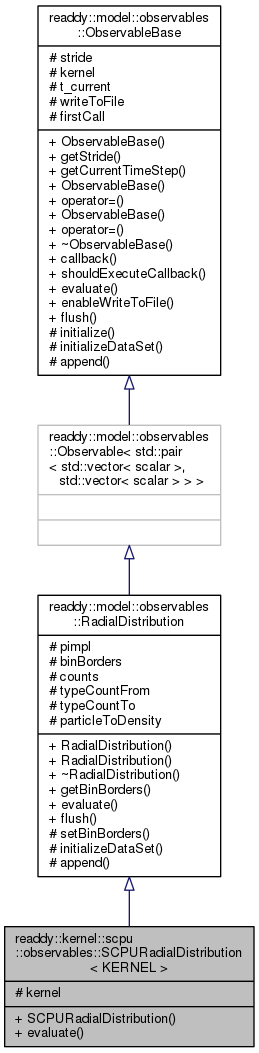 readdy::model::observables
::ObservableBase
# stride
# kernel
# t_current
# writeToFile
# firstCall
+ ObservableBase()
+ getStride()
+ getCurrentTimeStep()
+ ObservableBase()
+ operator=()
+ ObservableBase()
+ operator=()
+ ~ObservableBase()
+ callback()
+ shouldExecuteCallback()
+ evaluate()
+ enableWriteToFile()
+ flush()
# initialize()
# initializeDataSet()
# append()
readdy::model::observables
::Observable< std::pair
< std::vector< scalar >,
std::vector< scalar > > >
readdy::model::observables
::RadialDistribution
# pimpl
# binBorders
# counts
# typeCountFrom
# typeCountTo
# particleToDensity
+ RadialDistribution()
+ RadialDistribution()
+ ~RadialDistribution()
+ getBinBorders()
+ evaluate()
+ flush()
# setBinBorders()
# initializeDataSet()
# append()
readdy::kernel::scpu
::observables::SCPURadialDistribution
< KERNEL >
# kernel
+ SCPURadialDistribution()
+ evaluate()